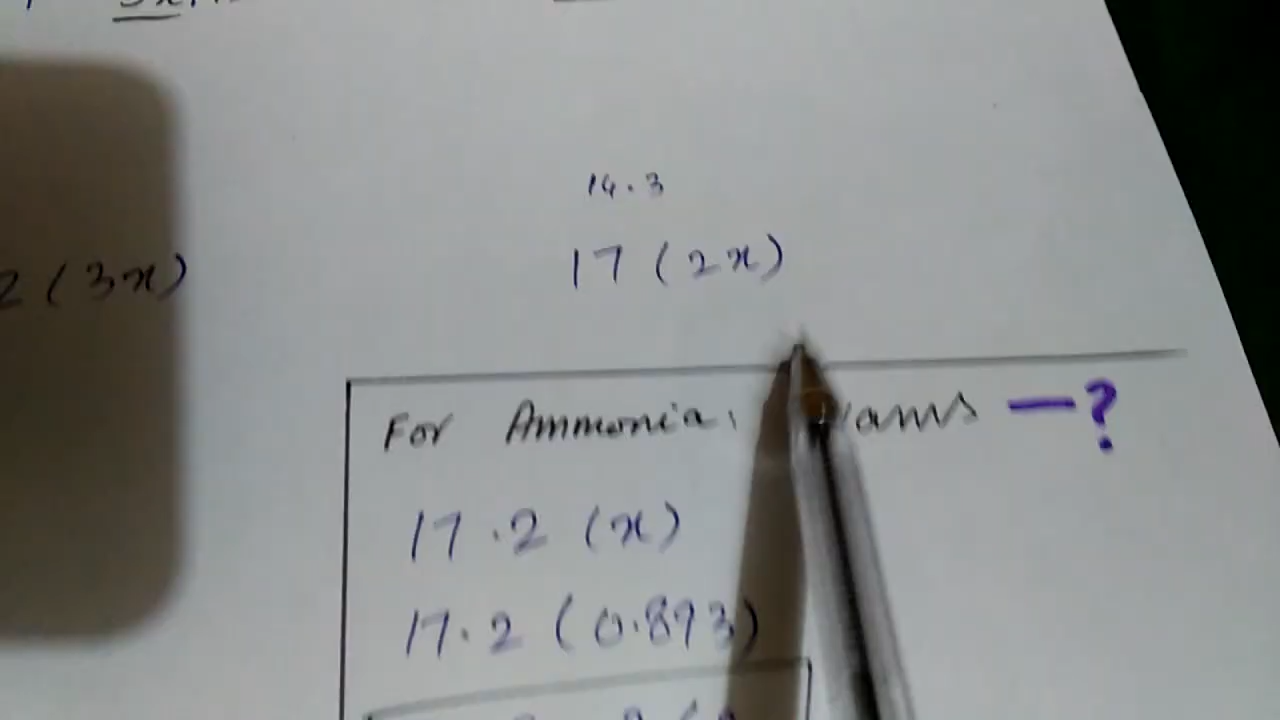 14.3
2(3x)
17(2x)
For Ammonia, —?
17.2 (x)
17.2 (0.893)